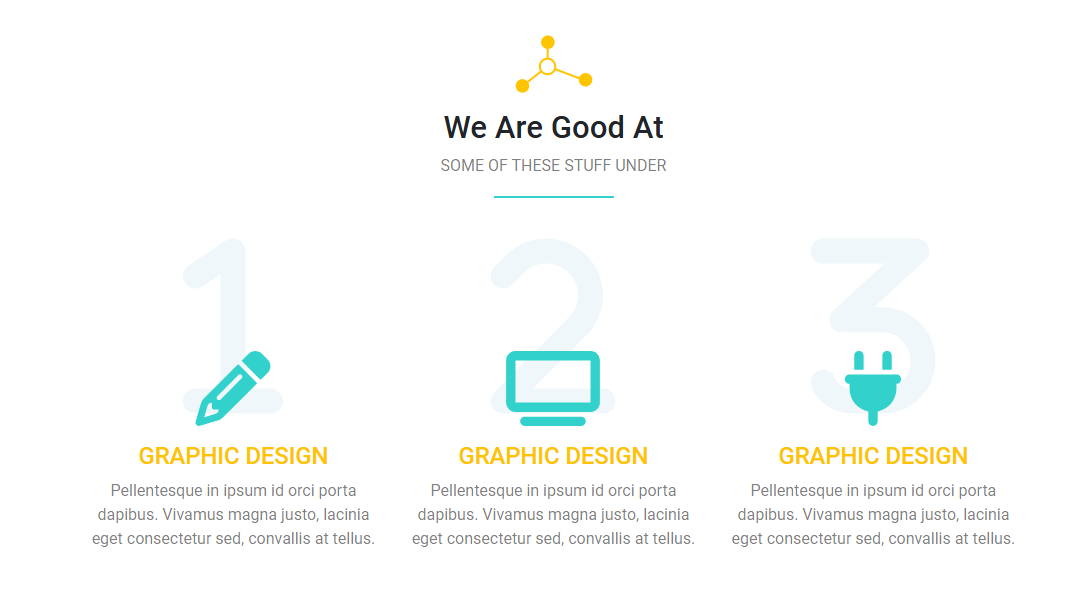 We Are Good At
SOME OF THESE STUFF UNDER
1
2
3
GRAPHIC DESIGN
Pellentesque in ipsum id orci porta
dapibus. Vivamus magna justo, lacinia
eget consectetur sed, convallis at tellus.
GRAPHIC DESIGN
Pellentesque in ipsum id orci porta
dapibus. Vivamus magna justo, lacinia
eget consectetur sed, convallis at tellus.
GRAPHIC DESIGN
Pellentesque in ipsum id orci porta
dapibus. Vivamus magna justo, lacinia
eget consectetur sed, convallis at tellus.